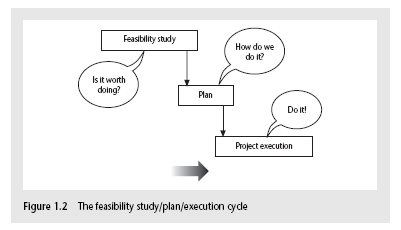 Feasibility study
How do we
do it?
Is it worth
doing?
Plan
Do it!
Project execution
Figure 1.2 The feasibility study/plan/execution cycle